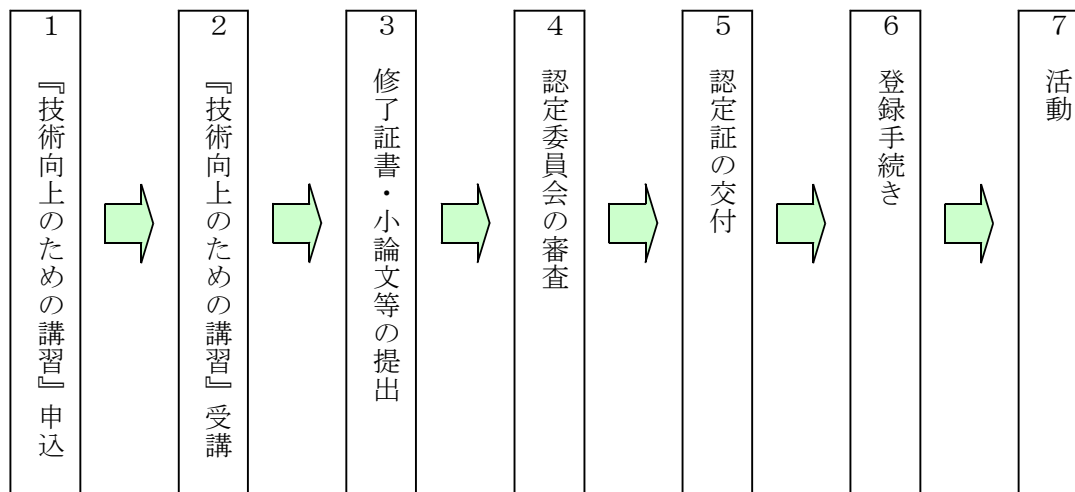 1
『技術向上のための講習』申込
2
『技術向上のための講習』受講
3
修了証書・小論文等の提出
4
認定委員会の審査
5
認定証の交付
6
登録手続き
7
活動